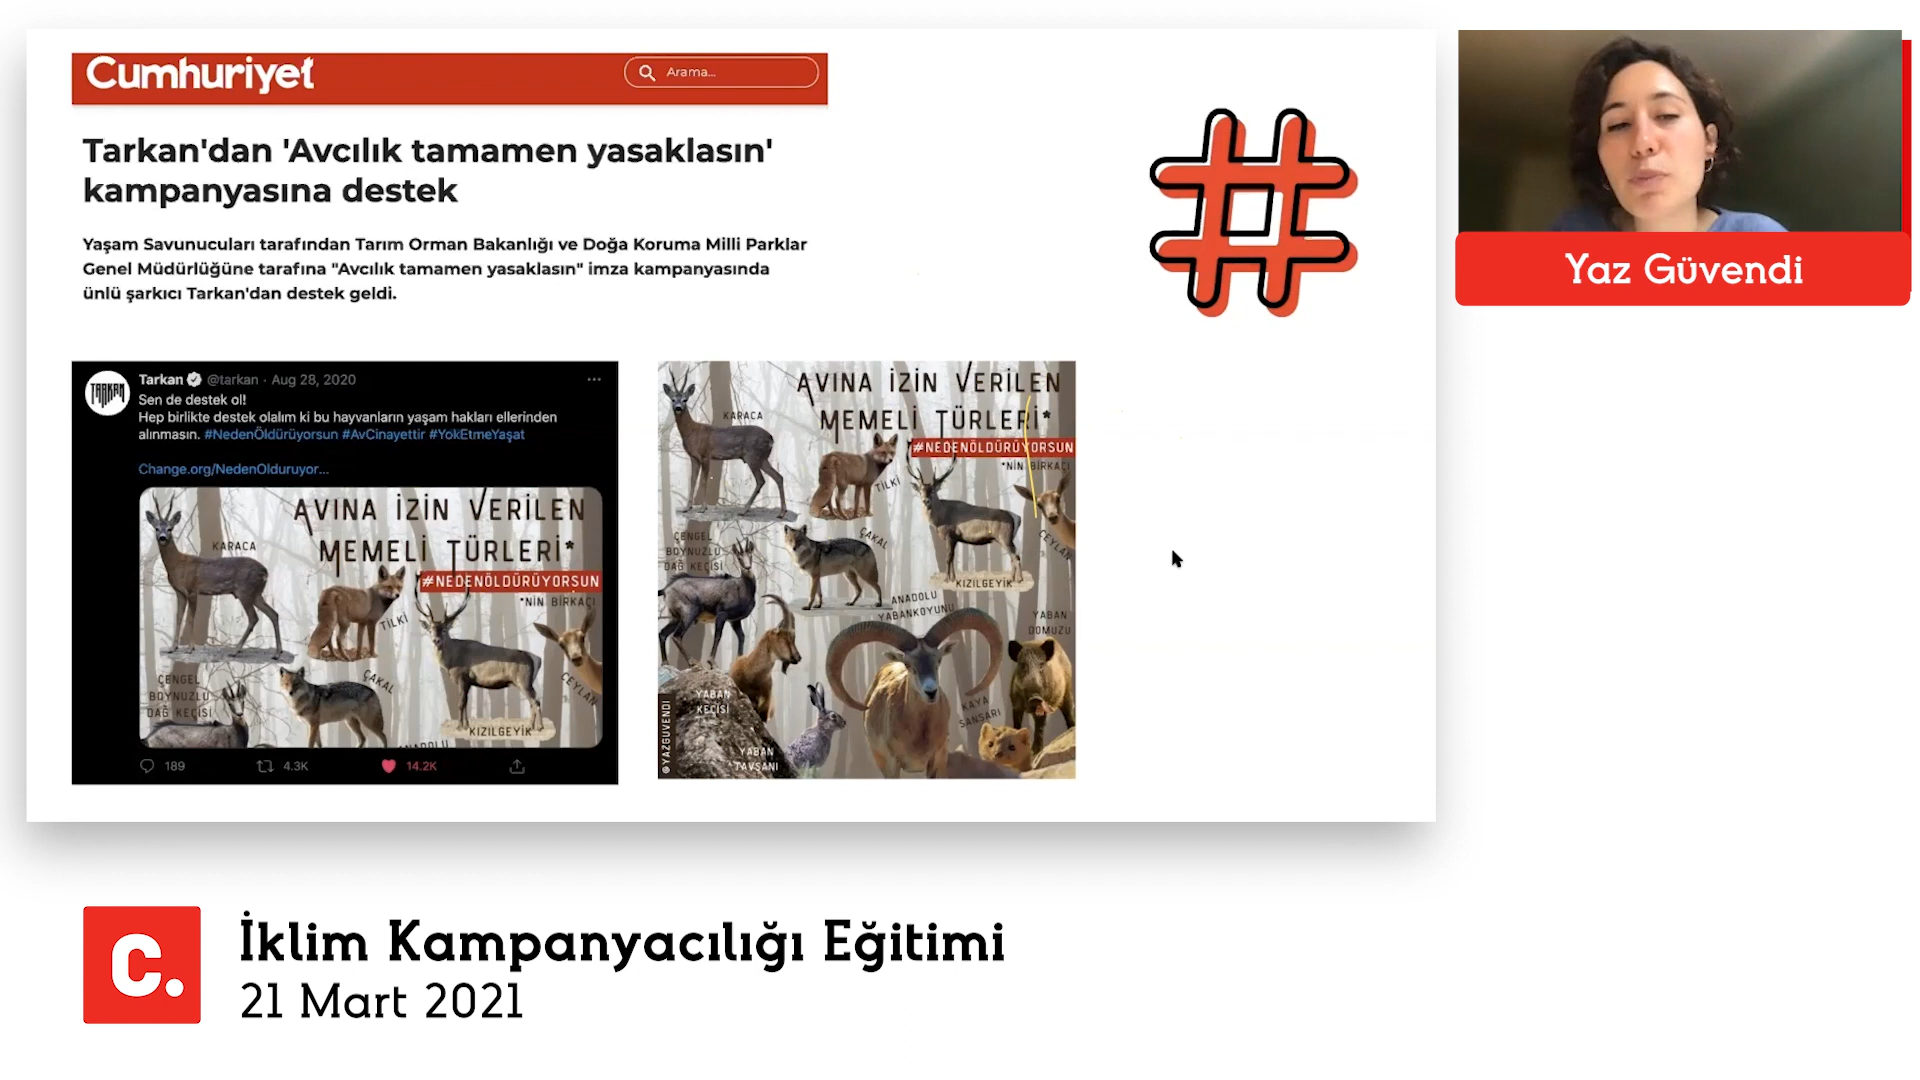 Cumhuriyet
Arama...
Tarkan'dan 'Avcılık tamamen yasaklasın'
kampanyasına destek
Yaşam Savunucuları tarafından Tarım Orman Bakanlığı ve Doğa Koruma Milli Parklar
Genel Müdürlüğüne tarafına "Avcılık tamamen yasaklasın" imza kampanyasında
ünlü şarkıcı Tarkan'dan destek geldi.
#
TARKAN
Tarkan @tarkan · Aug 28, 2020
Sen de destek ol!
Hep birlikte destek olalım ki bu hayvanların yaşam hakları ellerinden
alınmasın. #NedenÖldürüyorsun #AvCinayettir #YokEtmeYaşat
Change.org/NedenOlduruyor...
AVINA İZİN VERİLEN
MEMELİ TÜRLERİ*
#NEDENÖLDÜRÜYORSUN
*NİN BİRKAÇI
KARACA
TİLKİ
CEYLAN
ÇAKAL
ÇENGEL
BOYNUZLU
DAĞ KEÇİSİ
KIZILGEYİK
ANADOLU
189
4.3K
14.2K
AVINA İZİN VERİLEN
MEMELİ TÜRLERİ*
#NEDENÖLDÜRÜYORSUN
*NİN BİRKAÇI
KARACA
TİLKİ
CEYLAN
ÇAKAL
ÇENGEL
BOYNUZLU
DAĞ KEÇİSİ
KIZILGEYİK
ANADOLU
YABANKOYUNU
YABAN
DOMUZU
YABAN
KEÇİSİ
KAYA
SANSARI
YABAN
TAVŞANI
@YAZGUVENDI
Yaz Güvendi
C.
İklim Kampanyacılığı Eğitimi
21 Mart 2021